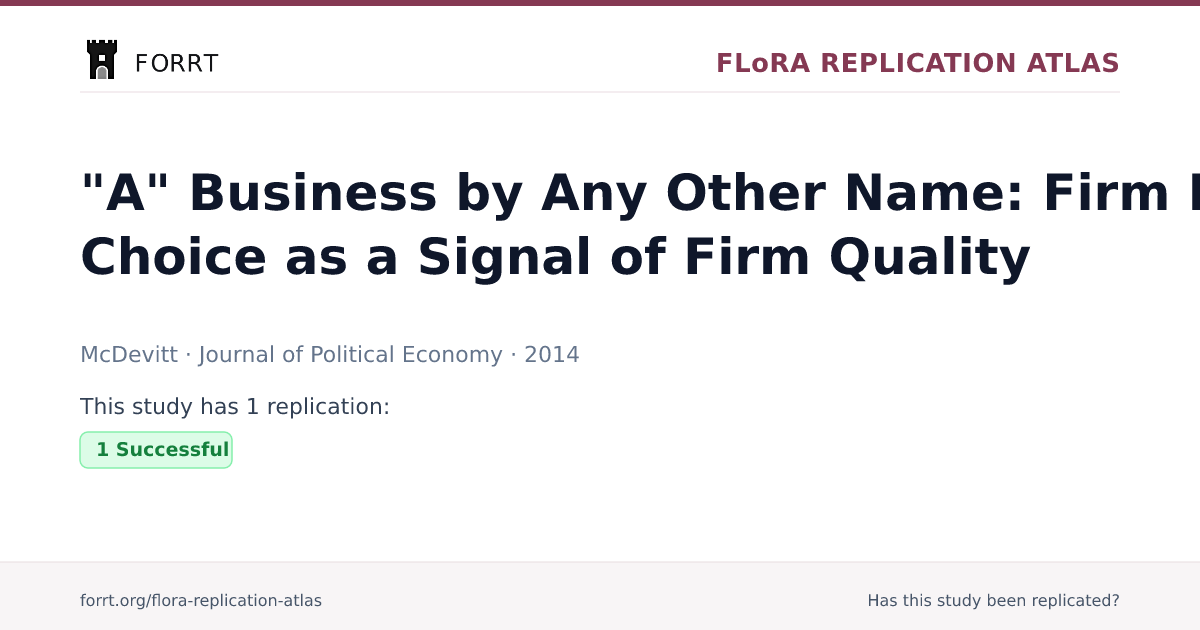 FORRT
FLoRA REPLICATION ATLAS
"A" Business by Any Other Name: Firm
Choice as a Signal of Firm Quality
McDevitt · Journal of Political Economy · 2014
This study has 1 replication:
1 Successful
forrt.org/flora-replication-atlas
Has this study been replicated?